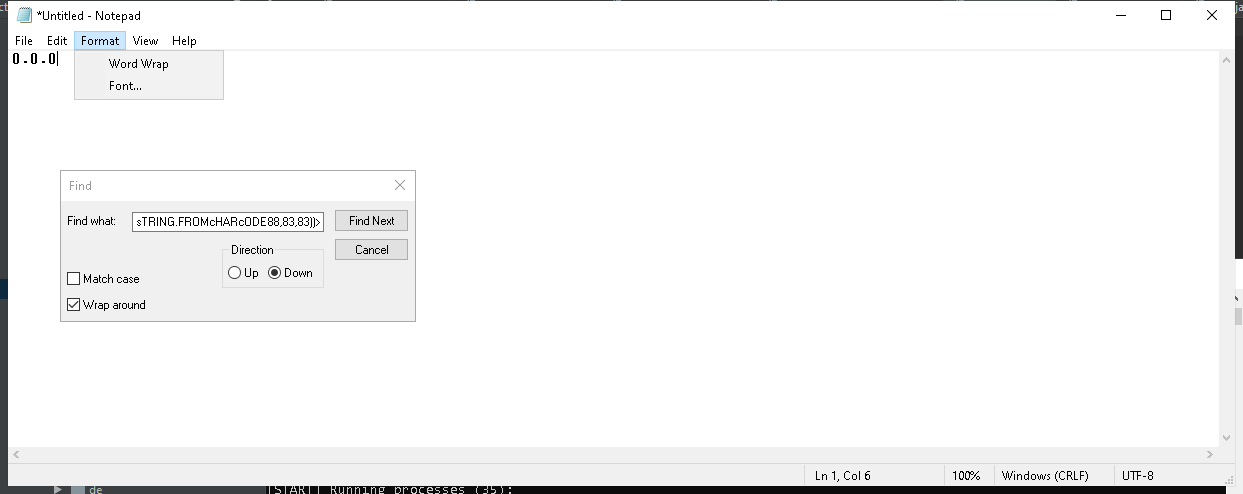 *Untitled - Notepad
File Edit Format View Help
0.0.0
Word Wrap
Font...
Find
Find what: sTRING.FROMcHARcODE88,83,83))> Find Next
Direction Cancel
Up Down
Match case
Wrap around
Ln 1, Col 6 100% Windows (CRLF) UTF-8
de [START] Running processes (35):